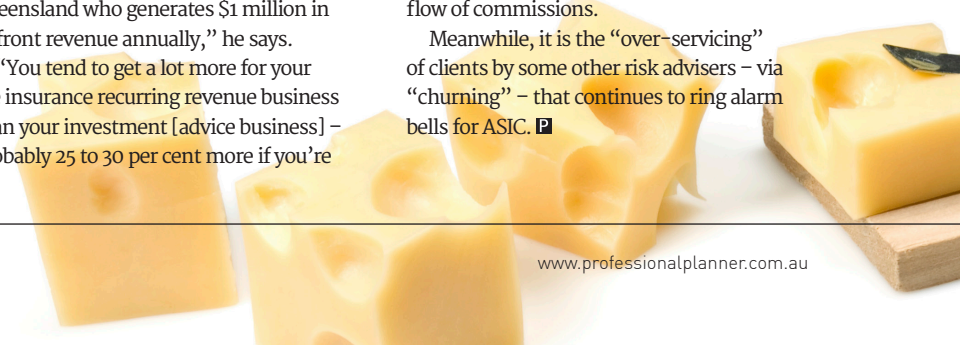 eensland who generates $1 million in
front revenue annually,” he says.
“You tend to get a lot more for your
insurance recurring revenue business
an your investment [advice business] –
obably 25 to 30 per cent more if you’re
flow of commissions.
Meanwhile, it is the “over-servicing”
of clients by some other risk advisers – via
“churning” – that continues to ring alarm
bells for ASIC. P
www.professionalplanner.com.au